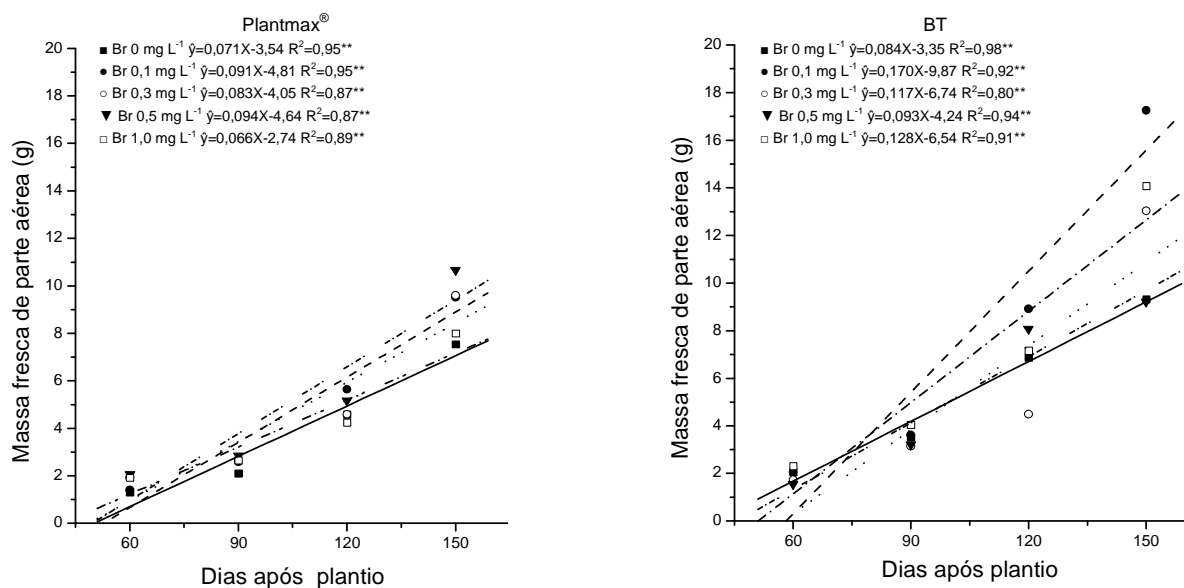 Plantmax®
Br 0 mg L⁻¹ ŷ=0,071X-3,54 R²=0,95**
Br 0,1 mg L⁻¹ ŷ=0,091X-4,81 R²=0,95**
Br 0,3 mg L⁻¹ ŷ=0,083X-4,05 R²=0,87**
Br 0,5 mg L⁻¹ ŷ=0,094X-4,64 R²=0,87**
Br 1,0 mg L⁻¹ ŷ=0,066X-2,74 R²=0,89**
Massa fresca de parte aérea (g)
20
18
16
14
12
10
8
6
4
2
0
60 90 120 150
Dias após plantio
BT
Br 0 mg L⁻¹ ŷ=0,084X-3,35 R²=0,98**
Br 0,1 mg L⁻¹ ŷ=0,170X-9,87 R²=0,92**
Br 0,3 mg L⁻¹ ŷ=0,117X-6,74 R²=0,80**
Br 0,5 mg L⁻¹ ŷ=0,093X-4,24 R²=0,94**
Br 1,0 mg L⁻¹ ŷ=0,128X-6,54 R²=0,91**
Massa fresca de parte aérea (g)
20
18
16
14
12
10
8
6
4
2
0
60 90 120 150
Dias após plantio